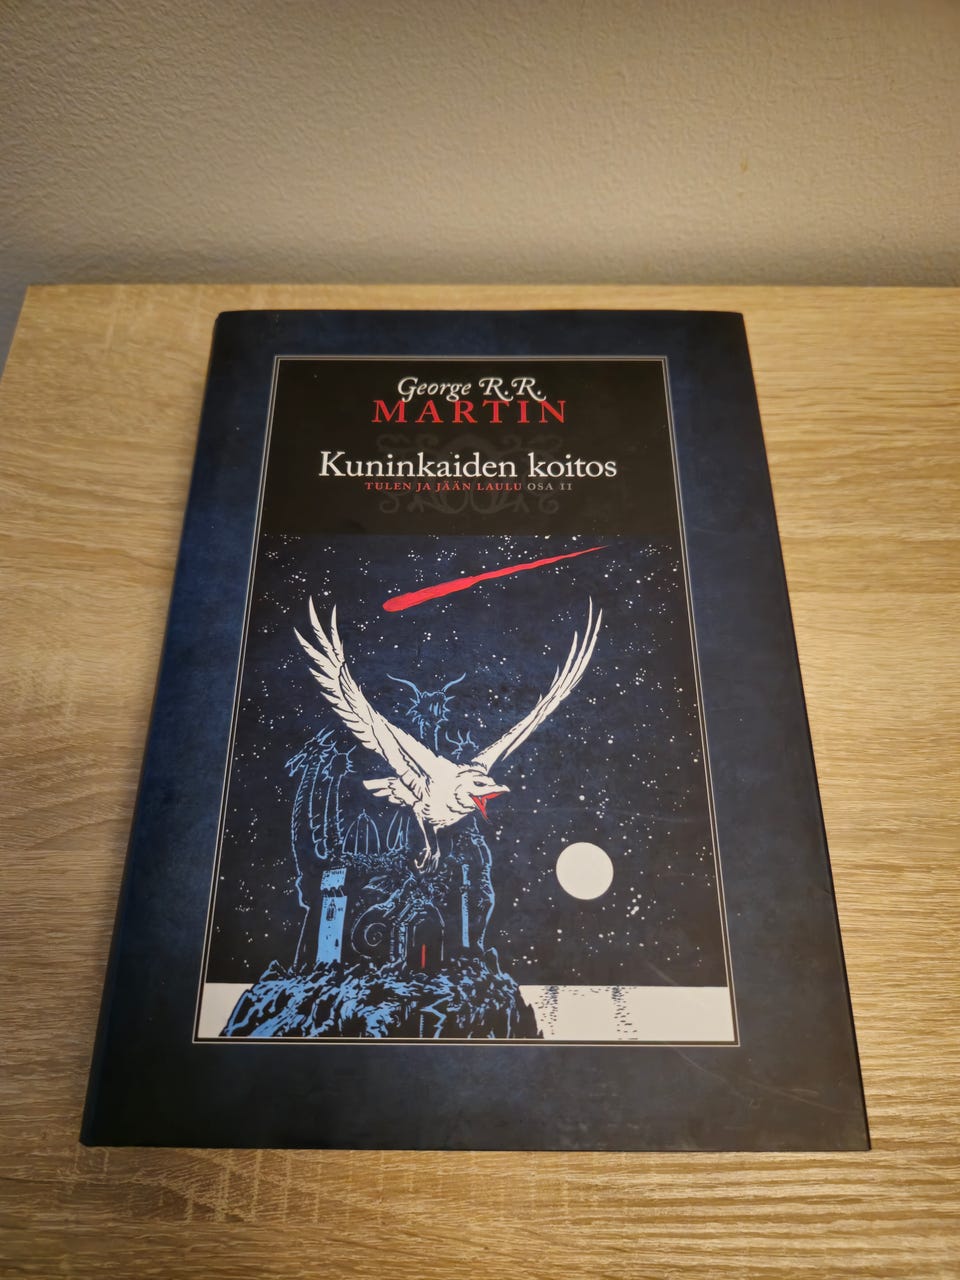 George R.R.
MARTIN
Kuninkaiden koitos
TULEN JA JÄÄN LAULU OSA II